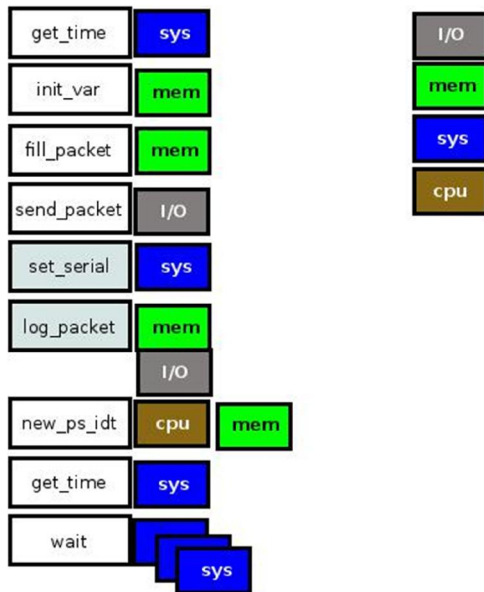 get_time sys
init_var mem
fill_packet mem
send_packet I/O
set_serial sys
log_packet mem
I/O
new_ps_idt cpu mem
get_time sys
wait
sys
I/O
mem
sys
cpu